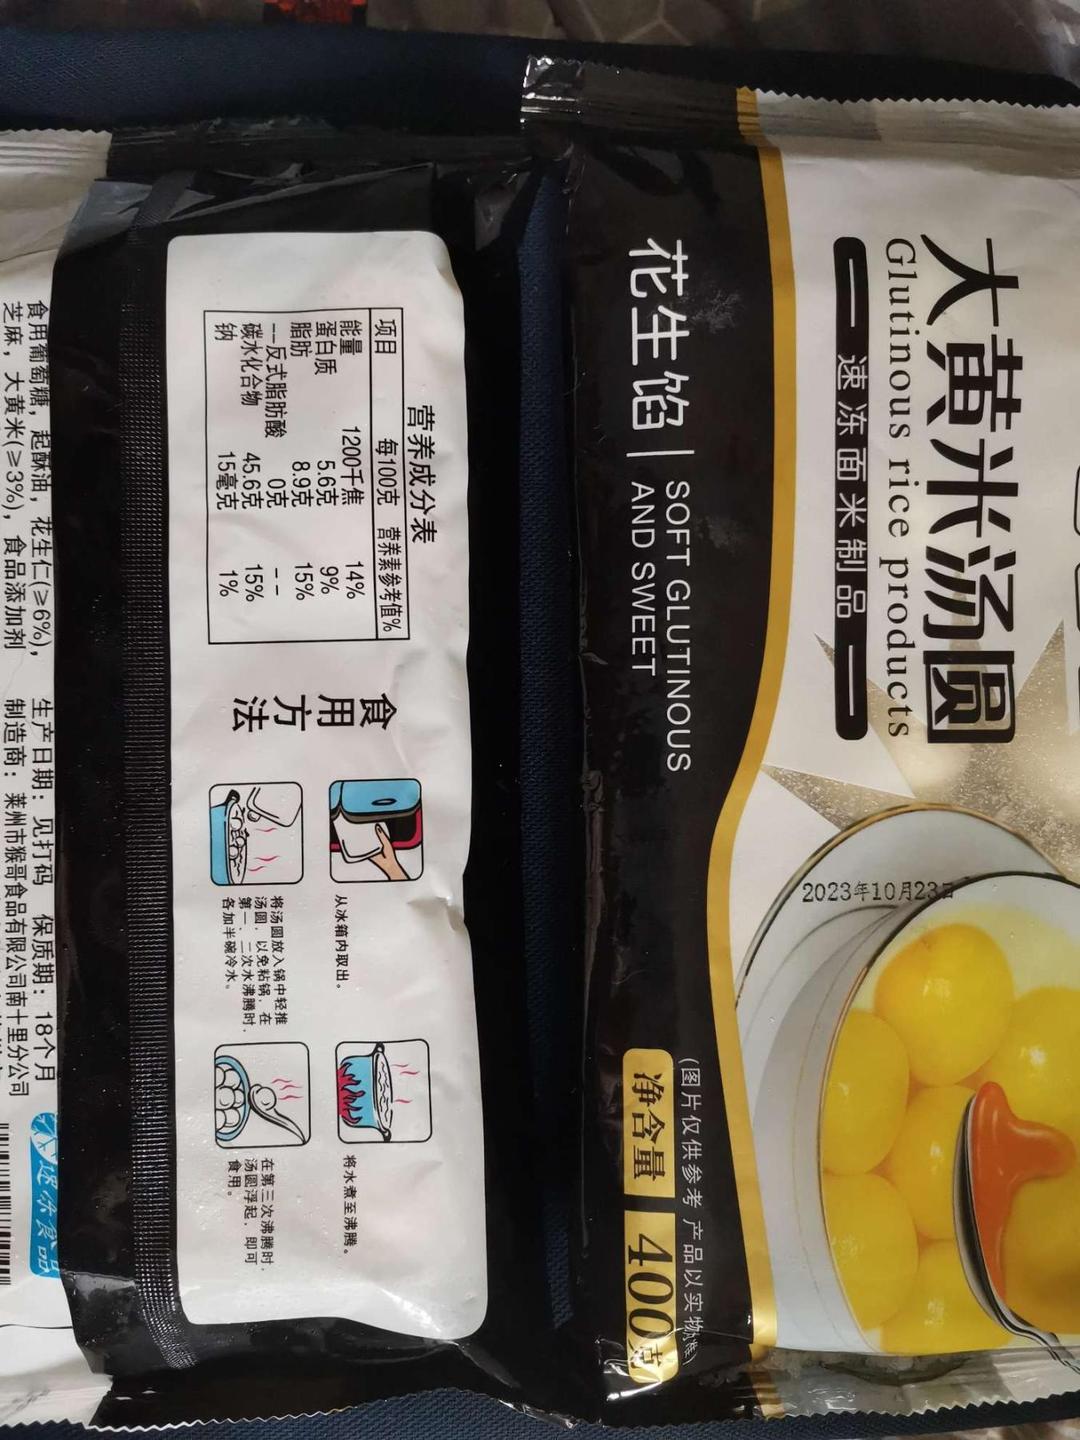 大黄米汤圆
Glutinous rice products
速冻面米制品
2023年10月23日
花生馅
SOFT GLUTINOUS
AND SWEET
(图片仅供参考 产品以实物为准)
净含量
400克
营养成分表
项目 每100克 营养素参考值%
能量 1200千焦 14%
蛋白质 5.6克 9%
脂肪 8.9克 15%
--反式脂肪酸 0克 --
碳水化合物 45.6克 15%
钠 15毫克 1%
食用方法
从冰箱内取出。
将水煮至沸腾。
将汤圆放入锅中轻推
汤圆，以免粘锅，在
第一、二次水沸腾时，
各加半碗冷水。
在第三次沸腾时，
汤圆浮起，即可
食用。
食用葡萄糖，起酥油，花生仁(≥6%)，
芝麻，大黄米(≥3%)，食品添加剂
生产日期：见打码 保质期：18个月
制造商：莱州市猴哥食品有限公司南十里分公司
速冻食品